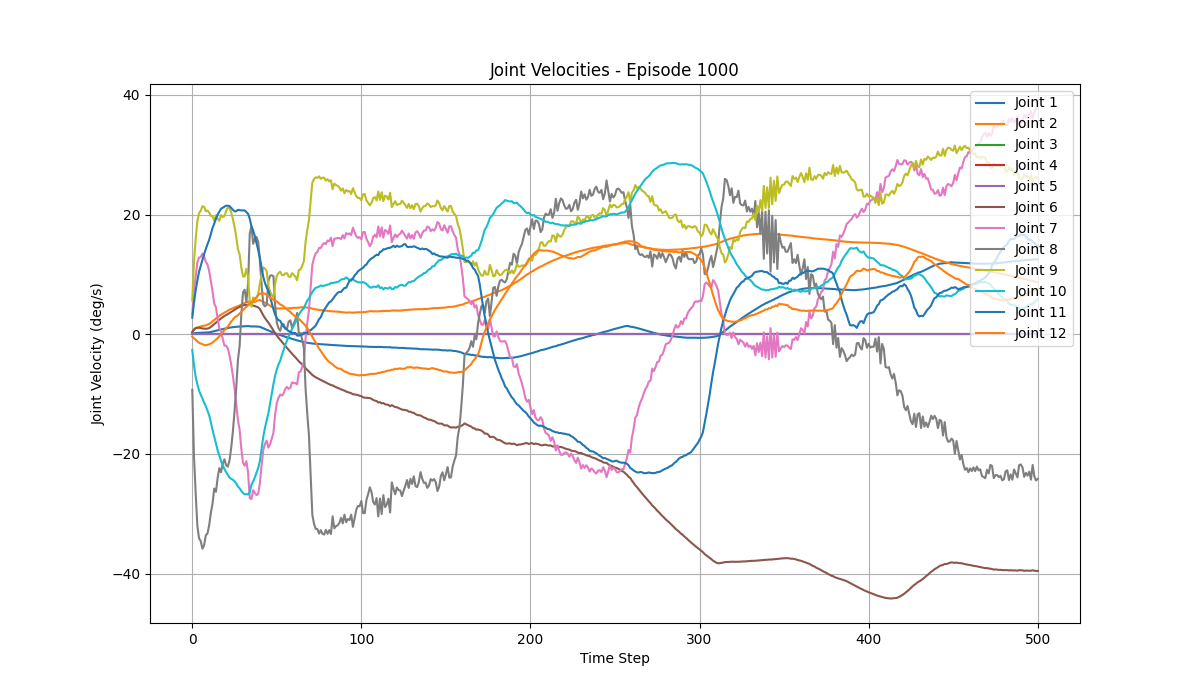 Joint Velocities - Episode 1000
Joint Velocity (deg/s)
40
20
0
−20
−40
0
100
200
300
400
500
Time Step
Joint 1
Joint 2
Joint 3
Joint 4
Joint 5
Joint 6
Joint 7
Joint 8
Joint 9
Joint 10
Joint 11
Joint 12